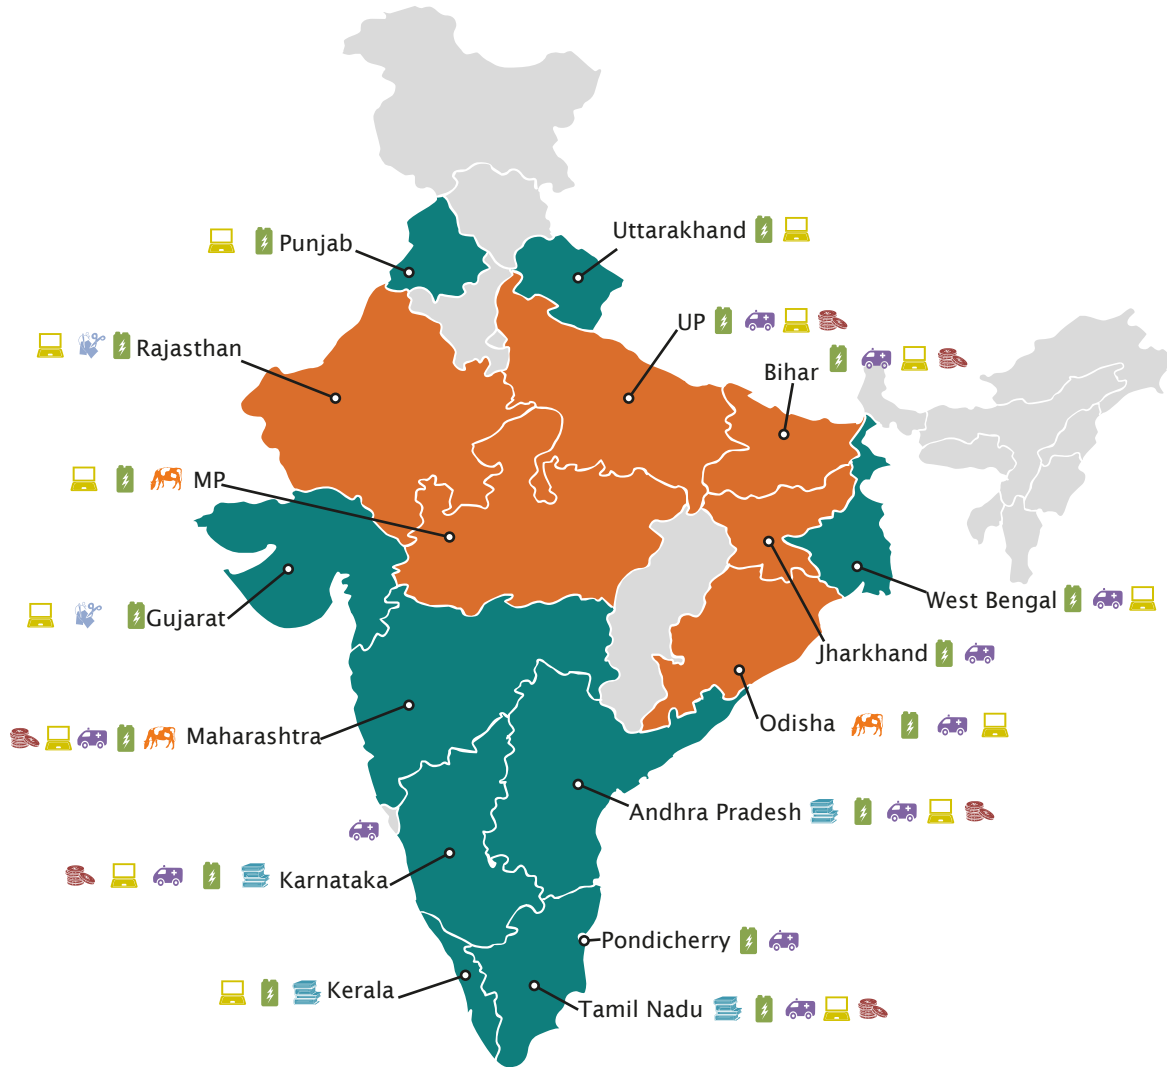 Uttarakhand
Punjab
UP
Rajasthan
Bihar
MP
West Bengal
Gujarat
Jharkhand
Odisha
Maharashtra
Andhra Pradesh
Karnataka
Pondicherry
Kerala
Tamil Nadu